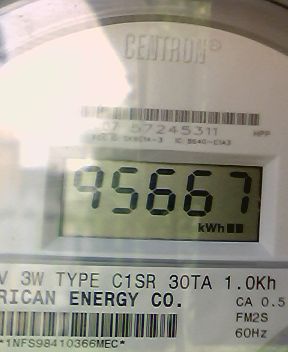 CENTRON®
57245311
HPP
95667
kWh
V 3W TYPE C1SR 30TA 1.0Kh
RICAN ENERGY CO.
CA 0.5
FM2S
60Hz
*1NFS98410366MEC*